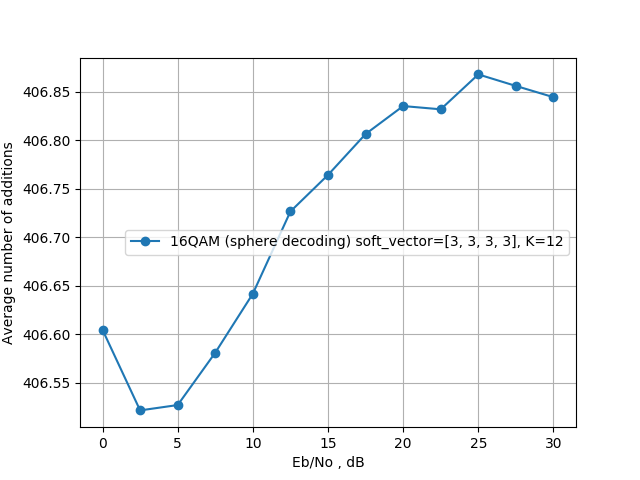 406.85
406.80
406.75
406.70
406.65
406.60
406.55
Average number of additions
16QAM (sphere decoding) soft_vector=[3, 3, 3, 3], K=12
0 5 10 15 20 25 30
Eb/No , dB